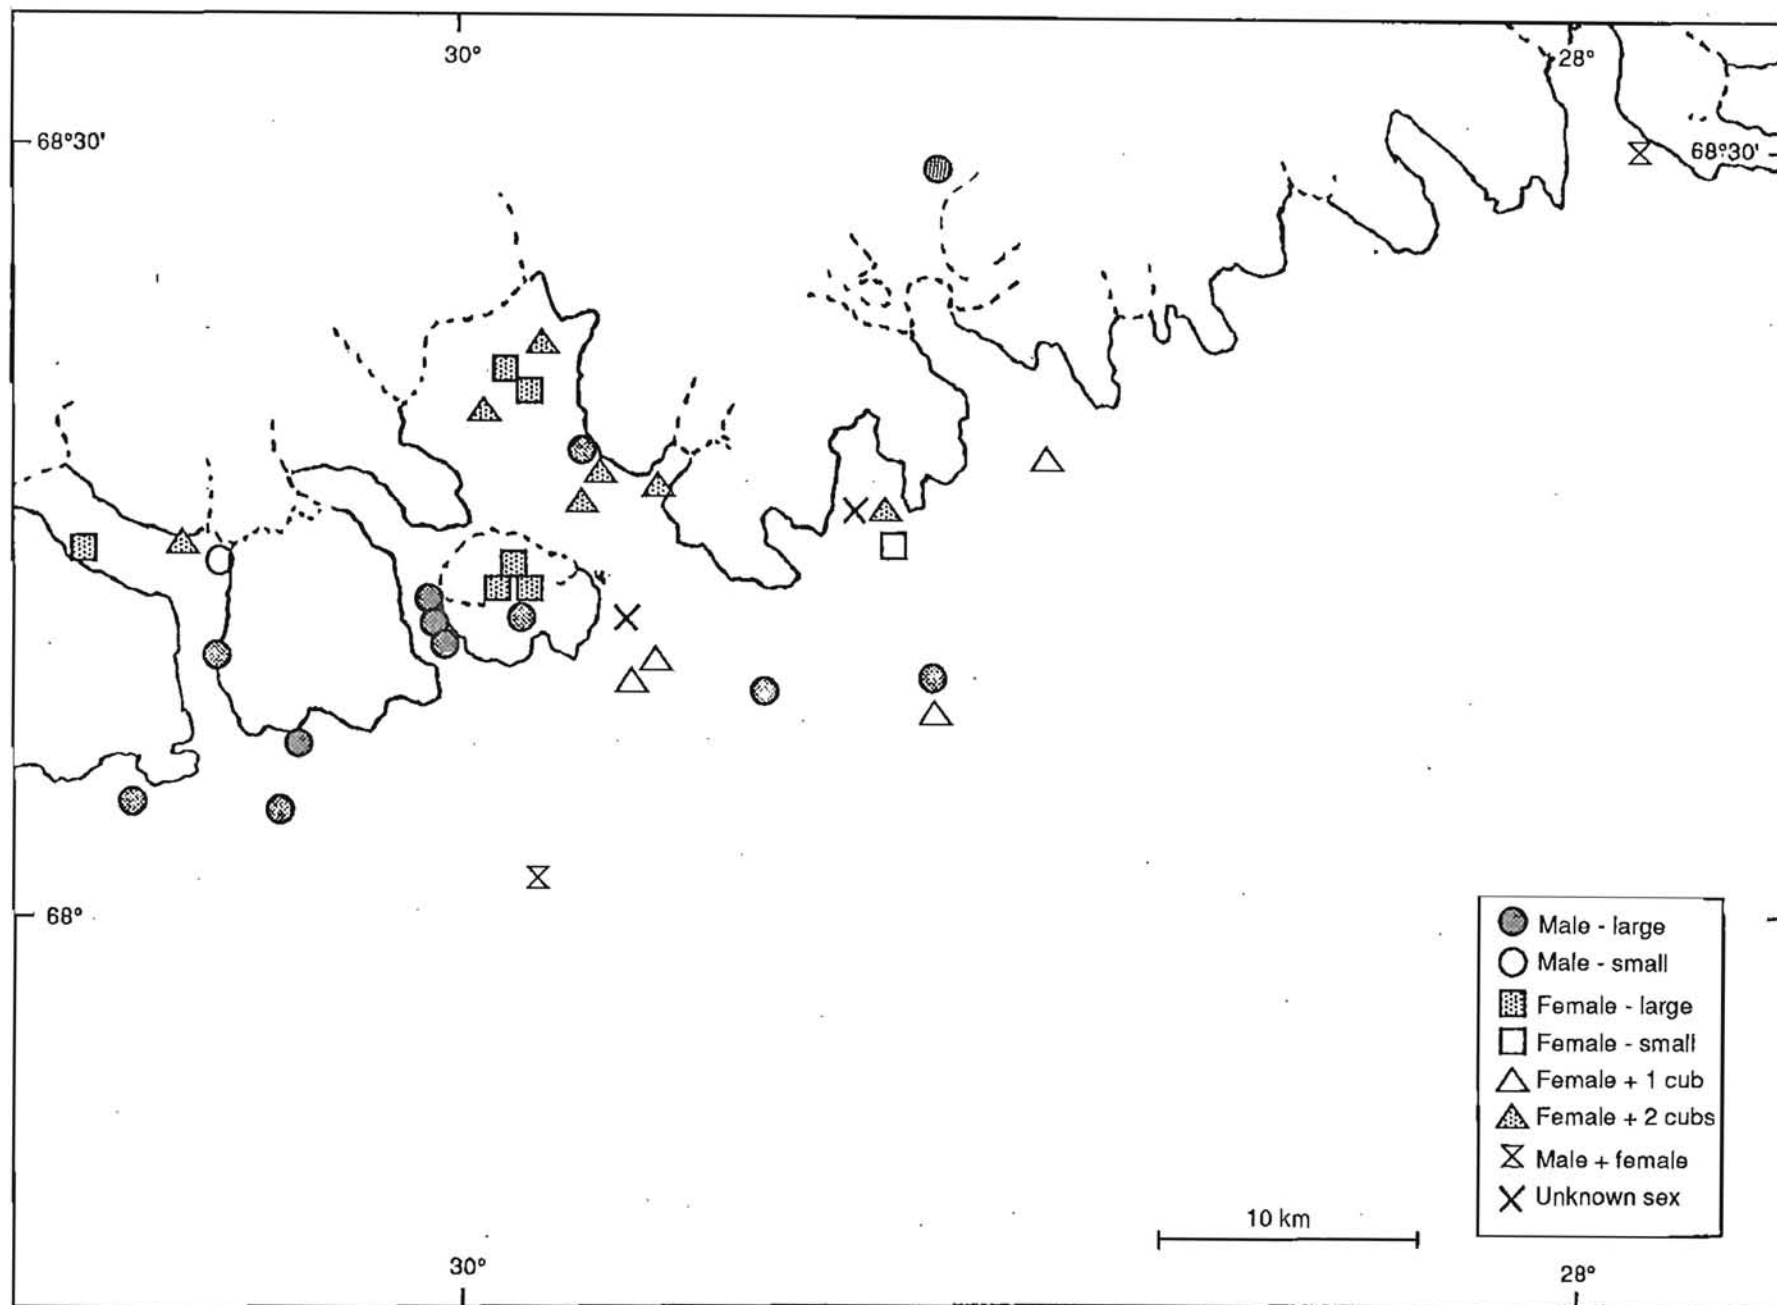 30°
28°
68°30'
68°30'
68°
Male - large
Male - small
Female - large
Female - small
Female + 1 cub
Female + 2 cubs
Male + female
Unknown sex
10 km
30°
28°